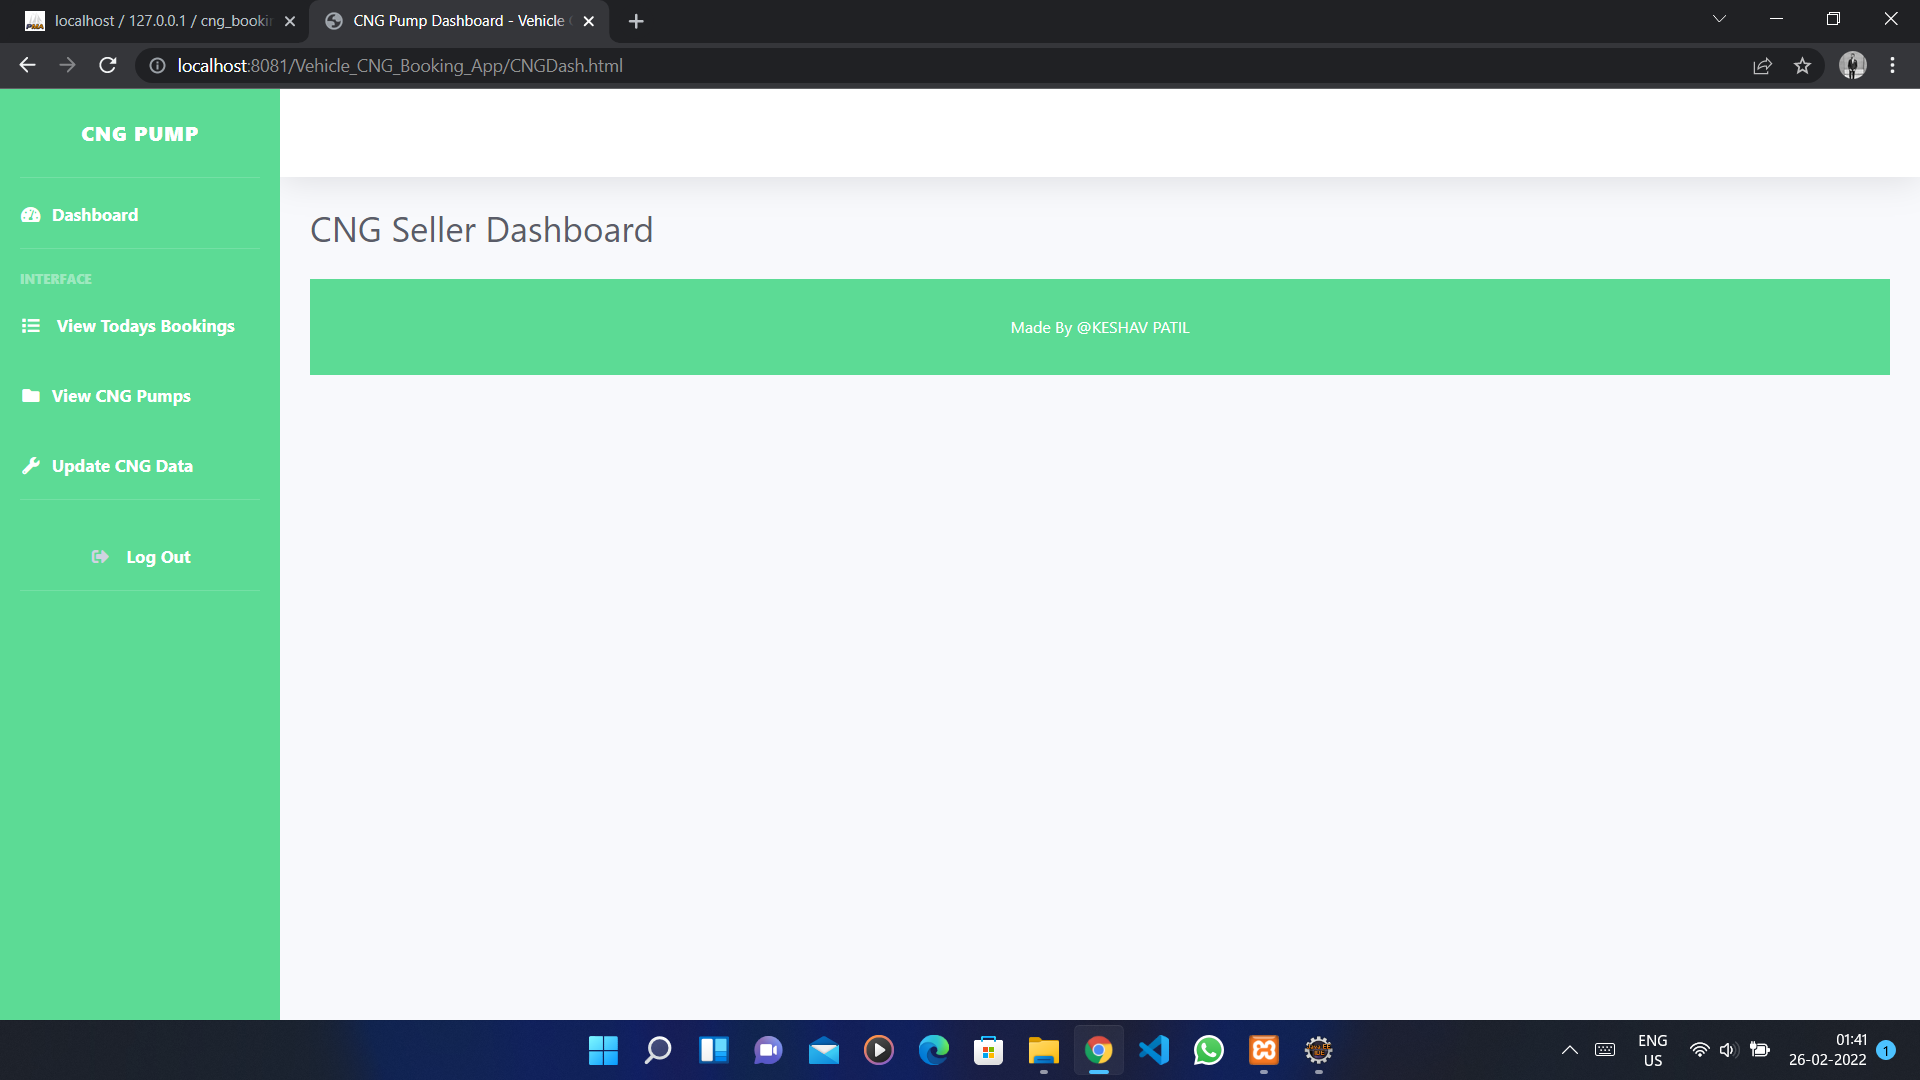 localhost / 127.0.0.1 / cng_bookin
CNG Pump Dashboard - Vehicle
localhost:8081/Vehicle_CNG_Booking_App/CNGDash.html
CNG PUMP
Dashboard
INTERFACE
View Todays Bookings
View CNG Pumps
Update CNG Data
Log Out
CNG Seller Dashboard
Made By @KESHAV PATIL
ENG
US
01:41
26-02-2022
1